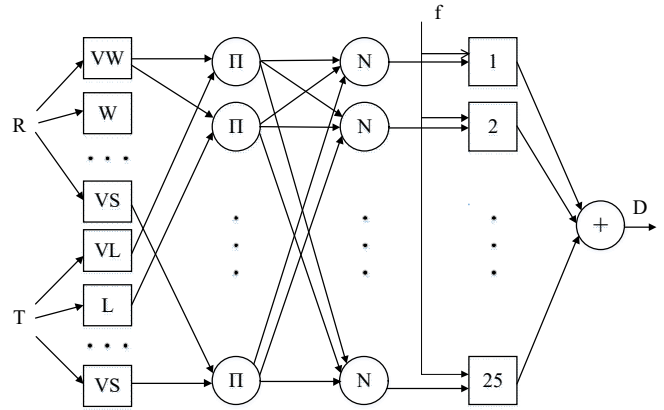 f
VW Π N 1
W
R
Π N 2
. . .
VS
D
+
VL
L
T
. . .
VS Π N 25